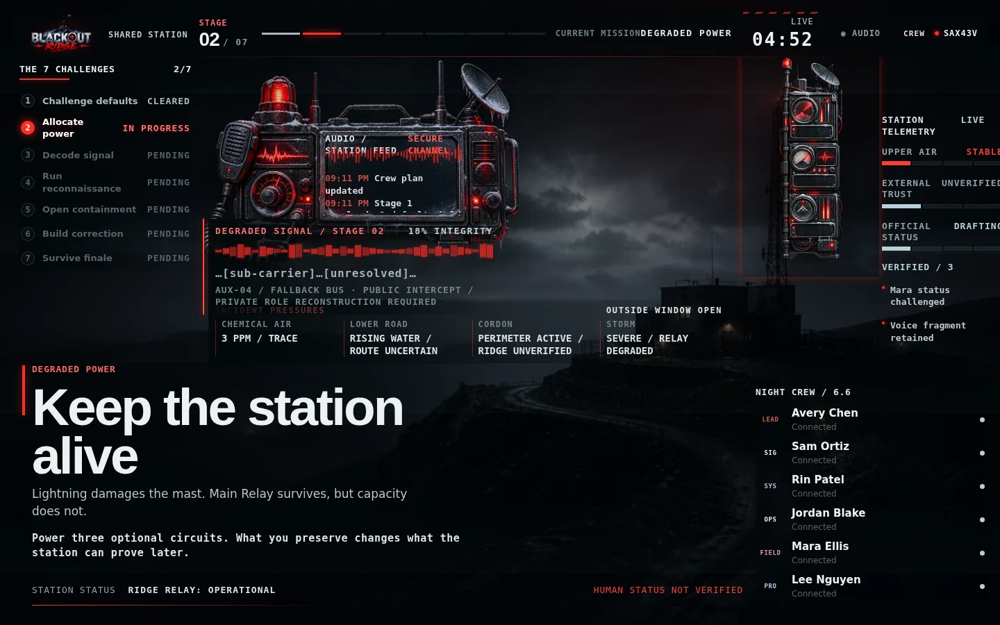 BLACKOUT
RIDGE
SHARED STATION
STAGE
02 / 07
CURRENT MISSION
DEGRADED POWER
LIVE
04:52
AUDIO
CREW
SAX43V
THE 7 CHALLENGES 2/7
1 Challenge defaults CLEARED
2 Allocate
power
IN PROGRESS
3 Decode signal PENDING
4 Run
reconnaissance
PENDING
5 Open containment PENDING
6 Build correction PENDING
7 Survive finale PENDING
AUDIO /
STATION FEED
SECURE
CHANNEL
09:11 PM Crew plan
updated
09:11 PM Stage 1
DEGRADED SIGNAL / STAGE 02 18% INTEGRITY
…[sub-carrier]…[unresolved]…
AUX-04 / FALLBACK BUS · PUBLIC INTERCEPT /
PRIVATE ROLE RECONSTRUCTION REQUIRED
INCIDENT PRESSURES
OUTSIDE WINDOW OPEN
CHEMICAL AIR
3 PPM / TRACE
LOWER ROAD
RISING WATER /
ROUTE UNCERTAIN
CORDON
PERIMETER ACTIVE /
RIDGE UNVERIFIED
STORM
SEVERE / RELAY
DEGRADED
STATION
TELEMETRY
LIVE
UPPER AIR STABLE
EXTERNAL
TRUST
UNVERIFIED
OFFICIAL
STATUS
DRAFTING
VERIFIED / 3
Mara status
challenged
Voice fragment
retained
DEGRADED POWER
Keep the station
alive
Lightning damages the mast. Main Relay survives, but capacity
does not.
Power three optional circuits. What you preserve changes what the
station can prove later.
STATION STATUS RIDGE RELAY: OPERATIONAL
HUMAN STATUS NOT VERIFIED
NIGHT CREW / 6.6
LEAD Avery Chen
Connected
SIG Sam Ortiz
Connected
SYS Rin Patel
Connected
OPS Jordan Blake
Connected
FIELD Mara Ellis
Connected
PRO Lee Nguyen
Connected